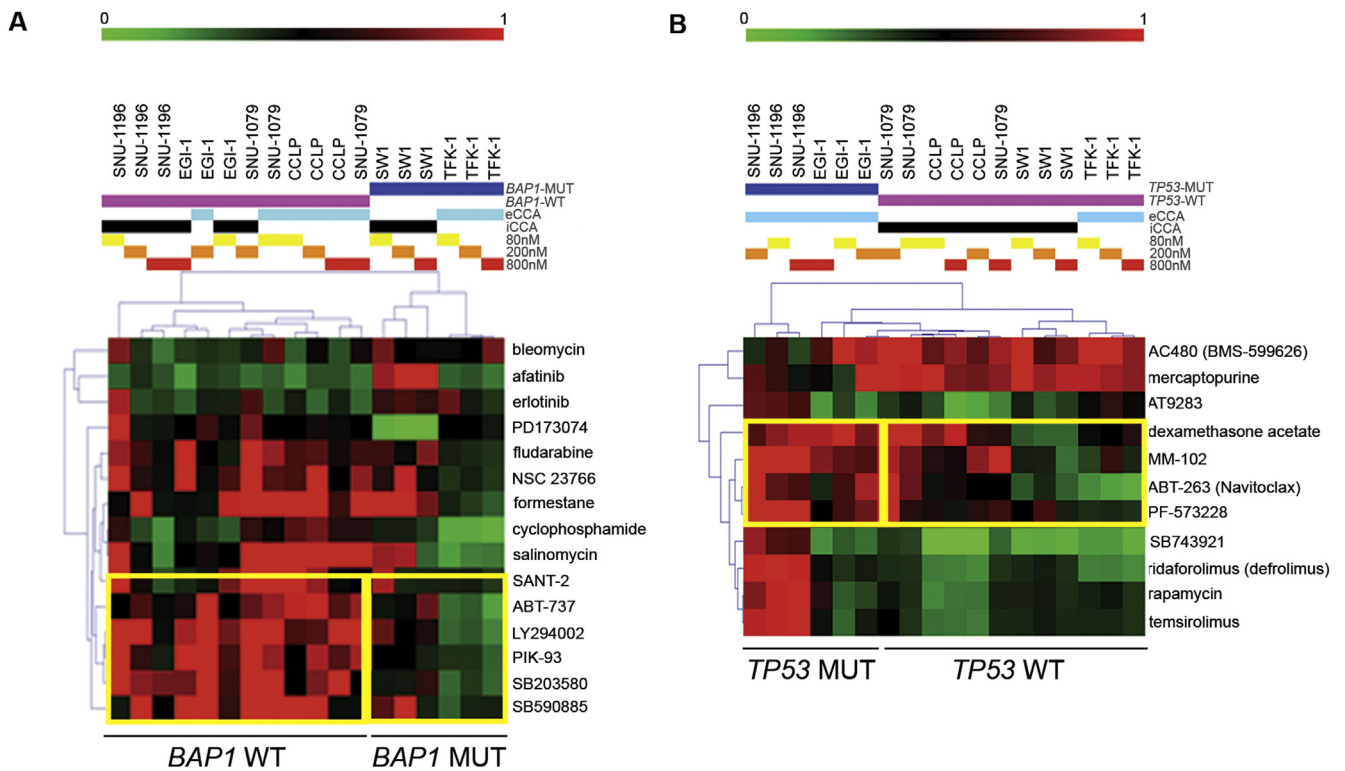 A
0
1
SNU-1196
SNU-1196
SNU-1196
EGI-1
EGI-1
EGI-1
SNU-1079
SNU-1079
CCLP
CCLP
CCLP
SNU-1079
SW1
SW1
SW1
TFK-1
TFK-1
TFK-1
BAP1-MUT
BAP1-WT
eCCA
iCCA
80nM
200nM
800nM
bleomycin
afatinib
erlotinib
PD173074
fludarabine
NSC 23766
formestane
cyclophosphamide
salinomycin
SANT-2
ABT-737
LY294002
PIK-93
SB203580
SB590885
BAP1 WT
BAP1 MUT
B
0
1
SNU-1196
SNU-1196
SNU-1196
EGI-1
EGI-1
EGI-1
SNU-1079
SNU-1079
CCLP
CCLP
CCLP
SNU-1079
SW1
SW1
SW1
TFK-1
TFK-1
TFK-1
TP53-MUT
TP53-WT
eCCA
iCCA
80nM
200nM
800nM
AC480 (BMS-599626)
mercaptopurine
AT9283
dexamethasone acetate
MM-102
ABT-263 (Navitoclax)
PF-573228
SB743921
ridaforolimus (defrolimus)
rapamycin
temsirolimus
TP53 MUT
TP53 WT